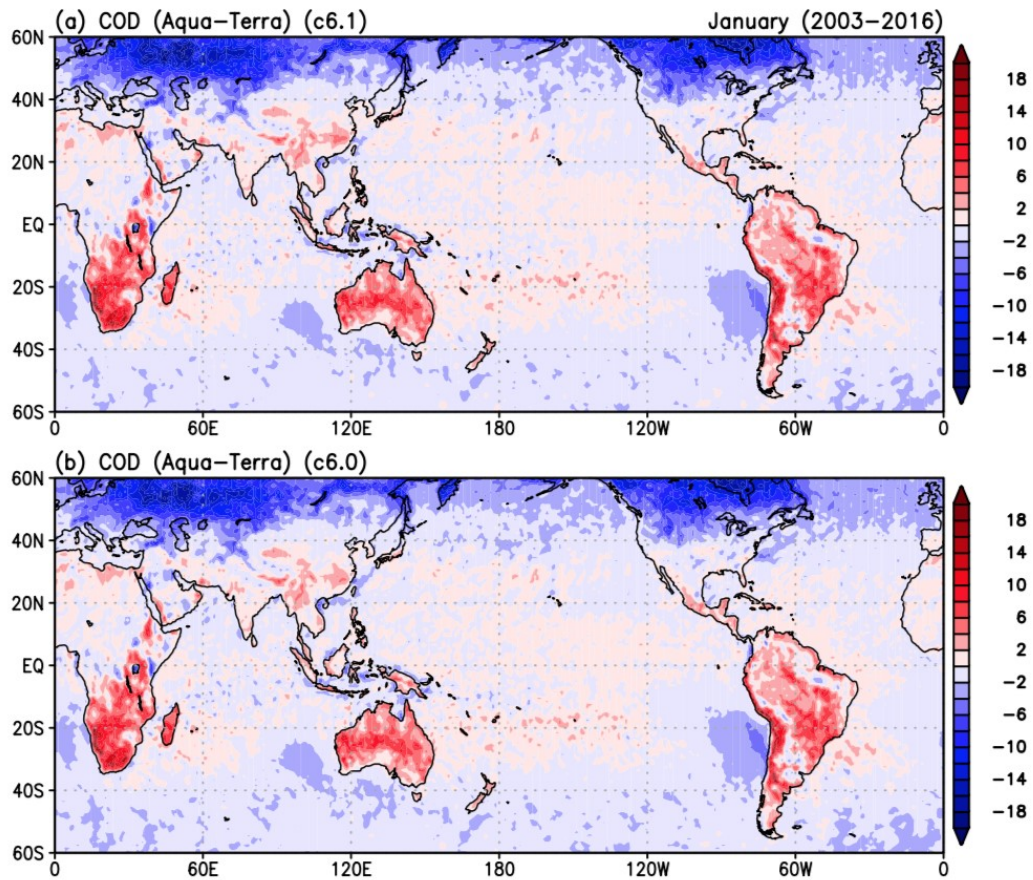 (a) COD (Aqua-Terra) (c6.1) January (2003-2016)
60N
40N
20N
EQ
20S
40S
60S
0 60E 120E 180 120W 60W 0
18
14
10
6
2
-2
-6
-10
-14
-18
(b) COD (Aqua-Terra) (c6.0)
60N
40N
20N
EQ
20S
40S
60S
0 60E 120E 180 120W 60W 0
18
14
10
6
2
-2
-6
-10
-14
-18